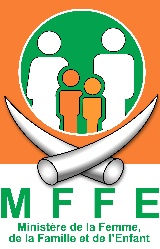 MFFE
Ministère de la Femme,
de la Famille et de l'Enfant